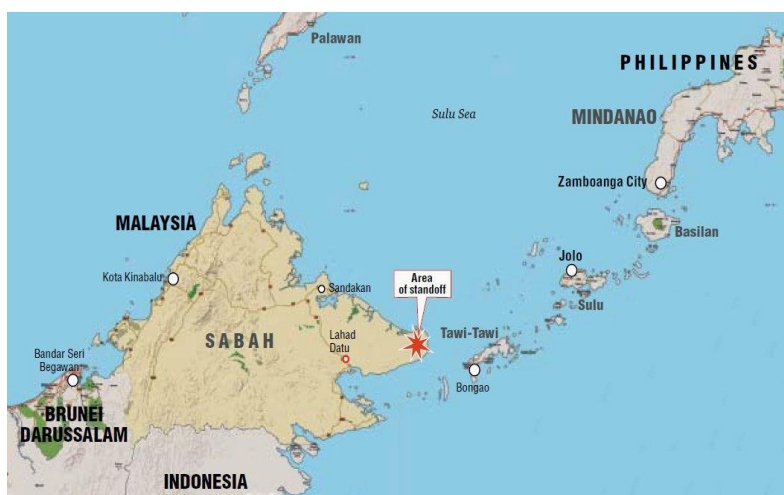 Palawan
PHILIPPINES
Sulu Sea
MINDANAO
Zamboanga City
MALAYSIA
Basilan
Jolo
Kota Kinabalu
Area
of standoff
Sandakan
Sulu
SABAH
Lahad
Datu
Tawi-Tawi
Bandar Seri
Begawan
Bongao
BRUNEI
DARUSSALAM
INDONESIA